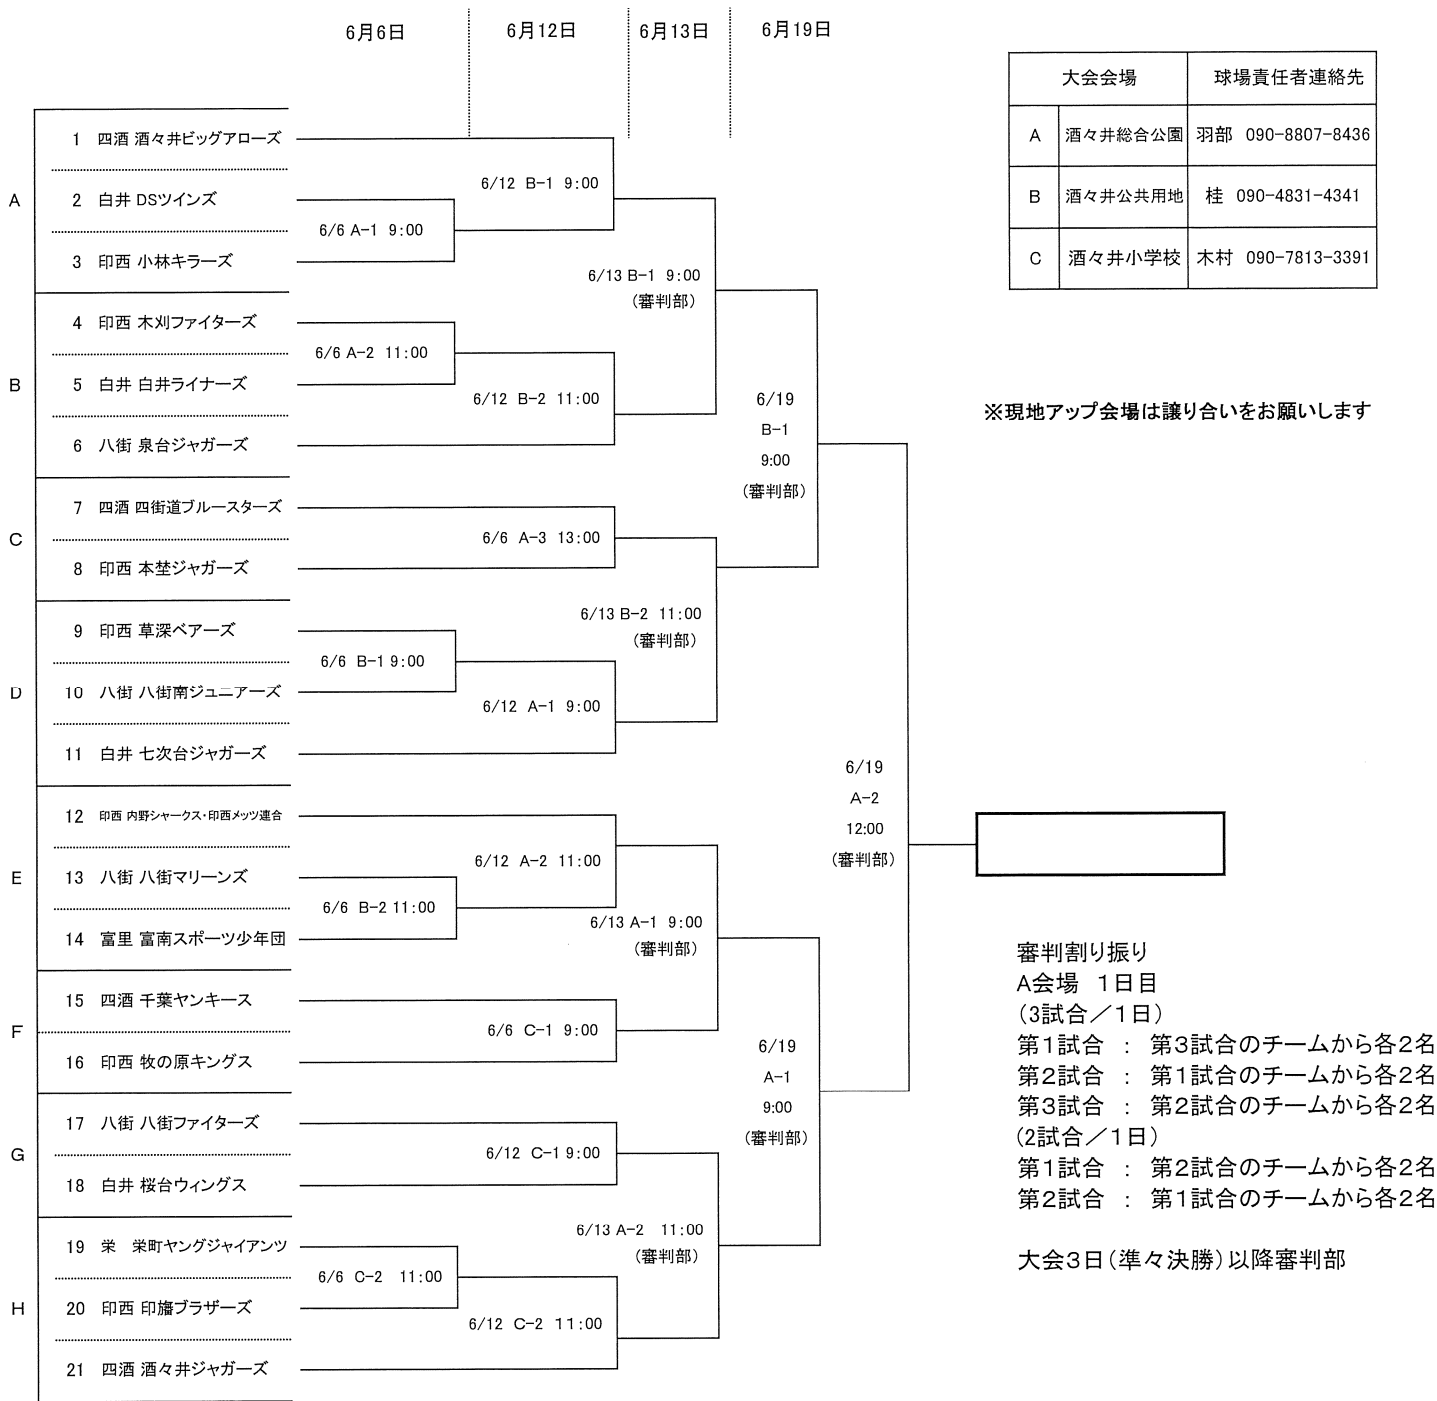 6月6日 6月12日 6月13日 6月19日
大会会場 球場責任者連絡先
A 酒々井総合公園 羽部 090-8807-8436
B 酒々井公共用地 桂 090-4831-4341
C 酒々井小学校 木村 090-7813-3391
※現地アップ会場は譲り合いをお願いします
A
1 四酒 酒々井ビッグアローズ
2 白井 DSツインズ
3 印西 小林キラーズ
B
4 印西 木刈ファイターズ
5 白井 白井ライナーズ
6 八街 泉台ジャガーズ
C
7 四酒 四街道ブルースターズ
8 印西 本埜ジャガーズ
D
9 印西 草深ベアーズ
10 八街 八街南ジュニアーズ
11 白井 七次台ジャガーズ
E
12 印西 内野シャークス・印西メッツ連合
13 八街 八街マリーンズ
14 富里 富南スポーツ少年団
F
15 四酒 千葉ヤンキース
16 印西 牧の原キングス
G
17 八街 八街ファイターズ
18 白井 桜台ウィングス
H
19 栄 栄町ヤングジャイアンツ
20 印西 印旛ブラザーズ
21 四酒 酒々井ジャガーズ
6/6 A-1 9:00
6/6 A-2 11:00
6/6 B-1 9:00
6/6 B-2 11:00
6/6 C-2 11:00
6/12 B-1 9:00
6/12 B-2 11:00
6/6 A-3 13:00
6/12 A-1 9:00
6/12 A-2 11:00
6/6 C-1 9:00
6/12 C-1 9:00
6/12 C-2 11:00
6/13 B-1 9:00
(審判部)
6/13 B-2 11:00
(審判部)
6/13 A-1 9:00
(審判部)
6/13 A-2 11:00
(審判部)
6/19
B-1
9:00
(審判部)
6/19
A-1
9:00
(審判部)
6/19
A-2
12:00
(審判部)
審判割り振り
A会場 1日目
(3試合／1日)
第1試合 : 第3試合のチームから各2名
第2試合 : 第1試合のチームから各2名
第3試合 : 第2試合のチームから各2名
(2試合／1日)
第1試合 : 第2試合のチームから各2名
第2試合 : 第1試合のチームから各2名
大会3日(準々決勝)以降審判部